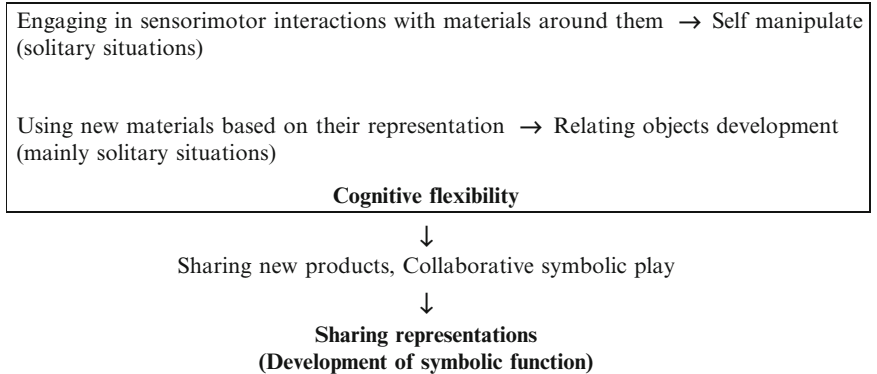 Engaging in sensorimotor interactions with materials around them → Self manipulate
(solitary situations)
Using new materials based on their representation → Relating objects development
(mainly solitary situations)
Cognitive flexibility
↓
Sharing new products, Collaborative symbolic play
↓
Sharing representations
(Development of symbolic function)